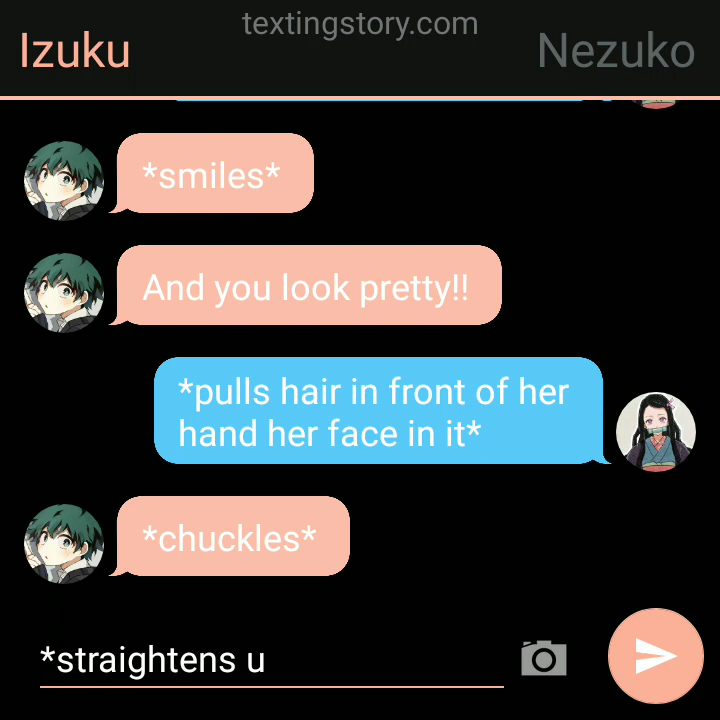 textingstory.com
Izuku
Nezuko
*smiles*
And you look pretty!!
*pulls hair in front of her
hand her face in it*
*chuckles*
*straightens u